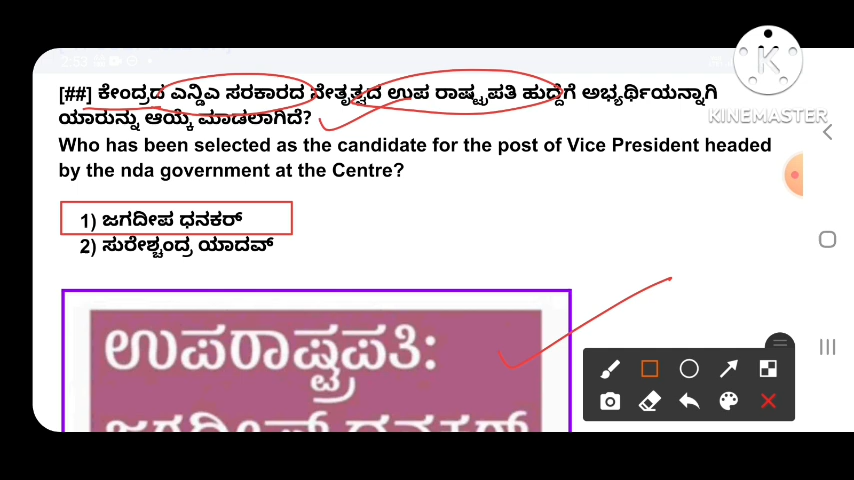 2:53
[##] ಕೇಂದ್ರದ ಎನ್ಡಿಎ ಸರಕಾರದ ನೇತೃತ್ವದ ಉಪ ರಾಷ್ಟ್ರಪತಿ ಹುದ್ದೆಗೆ ಅಭ್ಯರ್ಥಿಯನ್ನಾಗಿ
ಯಾರುನ್ನು ಆಯ್ಕೆ ಮಾಡಲಾಗಿದೆ?
K
KINEMASTER
Who has been selected as the candidate for the post of Vice President headed
by the nda government at the Centre?
1) ಜಗದೀಪ ಧನಕರ್
2) ಸುರೇಶ್ಚಂದ್ರ ಯಾದವ್
ಉಪರಾಷ್ಟ್ರಪತಿ: